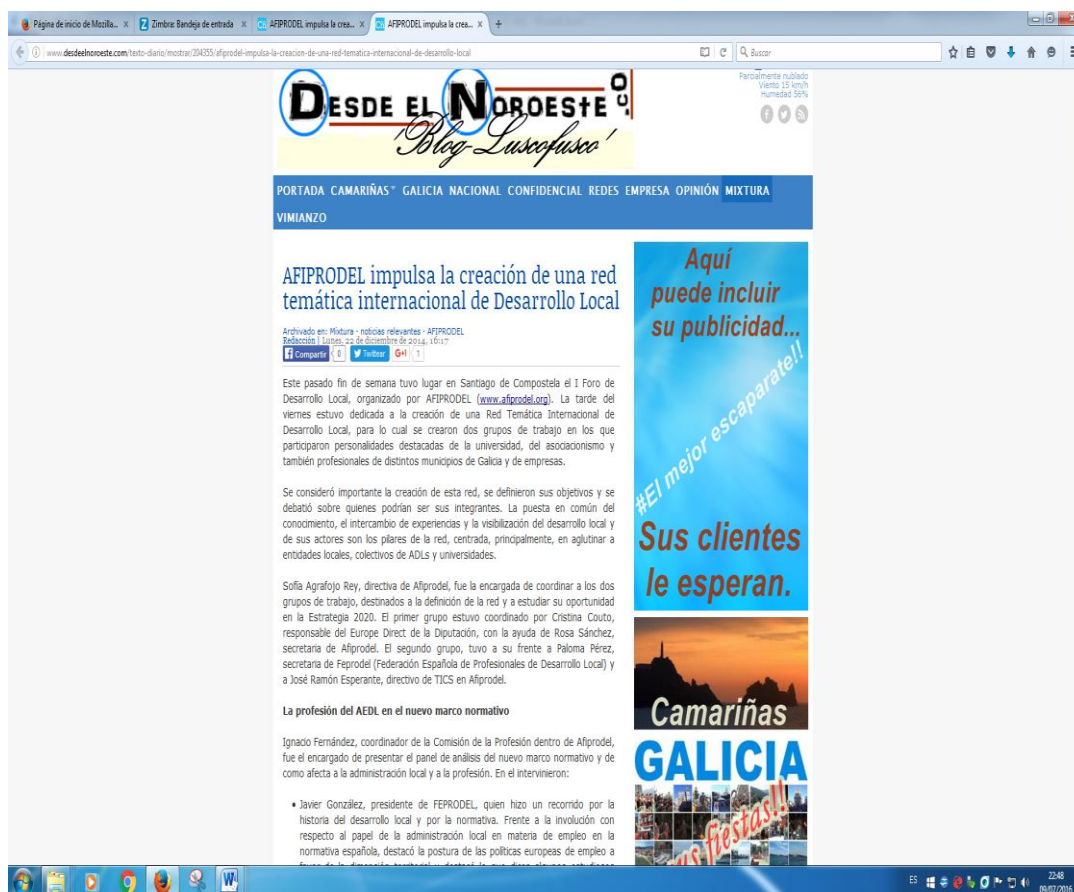 Página de inicio de Mozilla... × Zimbra: Bandeja de entrada × AFIPRODEL impulsa la crea... × AFIPRODEL impulsa la crea... × +
www.desdeelnoroeste.com/texto-diario/mostrar/204355/afiprodel-impulsa-la-creacion-de-una-red-tematica-internacional-de-desarrollo-local
Buscar
Parcialmente nublado
Viento 15 km/h
Humedad 56%
DESDE EL NOROESTE.CO
'Blog-Luscofusco'
PORTADA CAMARIÑAS GALICIA NACIONAL CONFIDENCIAL REDES EMPRESA OPINIÓN MIXTURA
VIMIANZO
AFIPRODEL impulsa la creación de una red
temática internacional de Desarrollo Local
Archivado en: Mixtura - noticias relevantes - AFIPRODEL
Redacción | Lunes, 22 de diciembre de 2014, 16:17
Compartir 0 Twittear G+1 1
Este pasado fin de semana tuvo lugar en Santiago de Compostela el I Foro de
Desarrollo Local, organizado por AFIPRODEL (www.afiprodel.org). La tarde del
viernes estuvo dedicada a la creación de una Red Temática Internacional de
Desarrollo Local, para lo cual se crearon dos grupos de trabajo en los que
participaron personalidades destacadas de la universidad, del asociacionismo y
también profesionales de distintos municipios de Galicia y de empresas.
Se consideró importante la creación de esta red, se definieron sus objetivos y se
debatió sobre quienes podrían ser sus integrantes. La puesta en común del
conocimiento, el intercambio de experiencias y la visibilización del desarrollo local y
de sus actores son los pilares de la red, centrada, principalmente, en aglutinar a
entidades locales, colectivos de ADLs y universidades.
Sofía Agrafojo Rey, directiva de Afiprodel, fue la encargada de coordinar a los dos
grupos de trabajo, destinados a la definición de la red y a estudiar su oportunidad
en la Estrategia 2020. El primer grupo estuvo coordinado por Cristina Couto,
responsable del Europe Direct de la Diputación, con la ayuda de Rosa Sánchez,
secretaria de Afiprodel. El segundo grupo, tuvo a su frente a Paloma Pérez,
secretaria de Feprodel (Federación Española de Profesionales de Desarrollo Local) y
a José Ramón Esperante, directivo de TICS en Afiprodel.
La profesión del AEDL en el nuevo marco normativo
Ignacio Fernández, coordinador de la Comisión de la Profesión dentro de Afiprodel,
fue el encargado de presentar el panel de análisis del nuevo marco normativo y de
como afecta a la administración local y a la profesión. En el intervinieron:
• Javier González, presidente de FEPRODEL, quien hizo un recorrido por la
historia del desarrollo local y por la normativa. Frente a la involución con
respecto al papel de la administración local en materia de empleo en la
normativa española, destacó la postura de las políticas europeas de empleo a
favor de la dimensión territorial y destacó lo que dicen algunos estudiosos
Aquí
puede incluir
su publicidad...
#El mejor escaparate!!
Sus clientes
le esperan.
Camariñas
GALICIA
sus fiestas!!
ES 22:48
09/02/2016